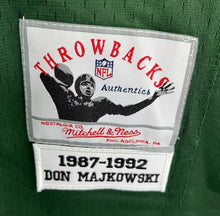 THROWBACKS
NFL
Authentics
NOSTALGIA CO.
Mitchell & Ness
PHILADELPHIA, PA
1987-1992
DON MAJKOWSKI